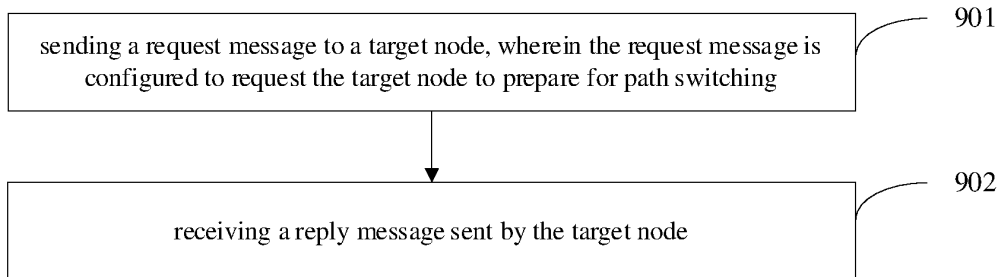 901
sending a request message to a target node, wherein the request message is
configured to request the target node to prepare for path switching
902
receiving a reply message sent by the target node